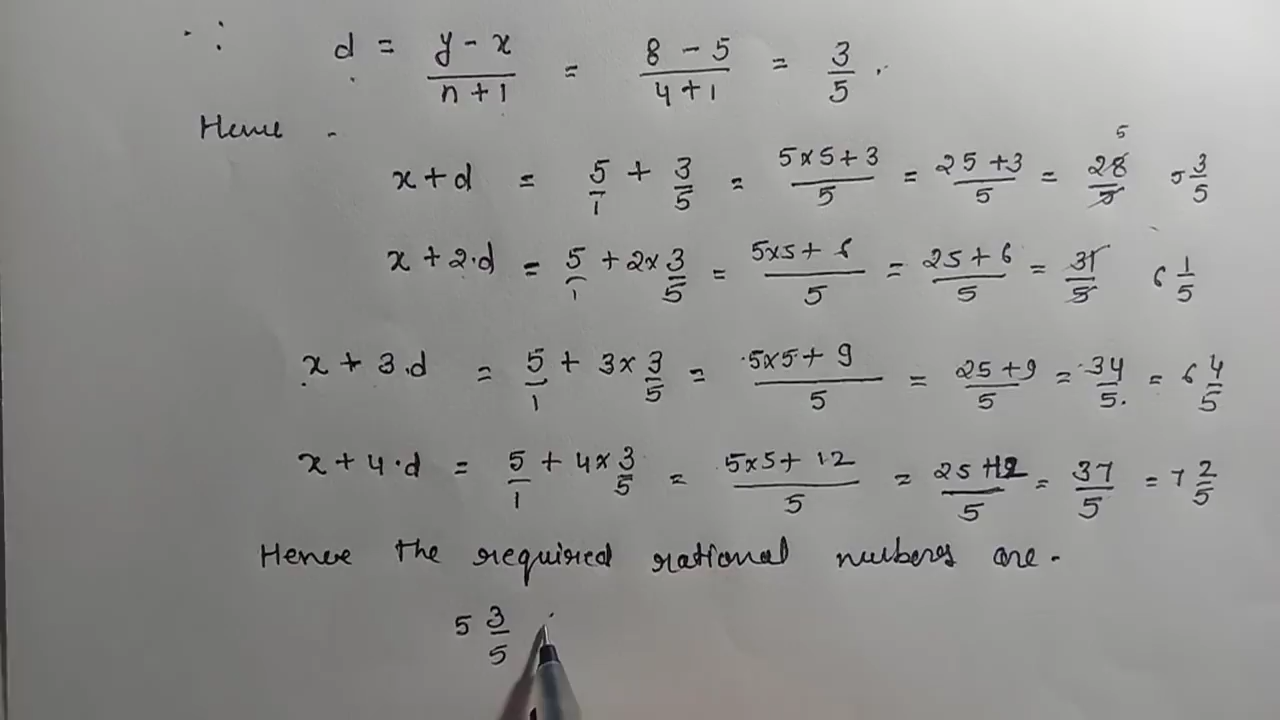 ∴ d = y - x / n + 1 = 8 - 5 / 4 + 1 = 3/5 .
Hence -
x + d = 5/1 + 3/5 = 5×5+3 / 5 = 25+3 / 5 = 28/5 5 5 3/5
x + 2·d = 5/1 + 2× 3/5 = 5×5+6 / 5 = 25+6 / 5 = 31/5 6 1/5
x + 3·d = 5/1 + 3× 3/5 = 5×5+9 / 5 = 25+9 / 5 = 34/5 = 6 4/5
x + 4·d = 5/1 + 4× 3/5 = 5×5+12 / 5 = 25+12 / 5 = 37/5 = 7 2/5
Hence the required rational numbers are -
5 3/5